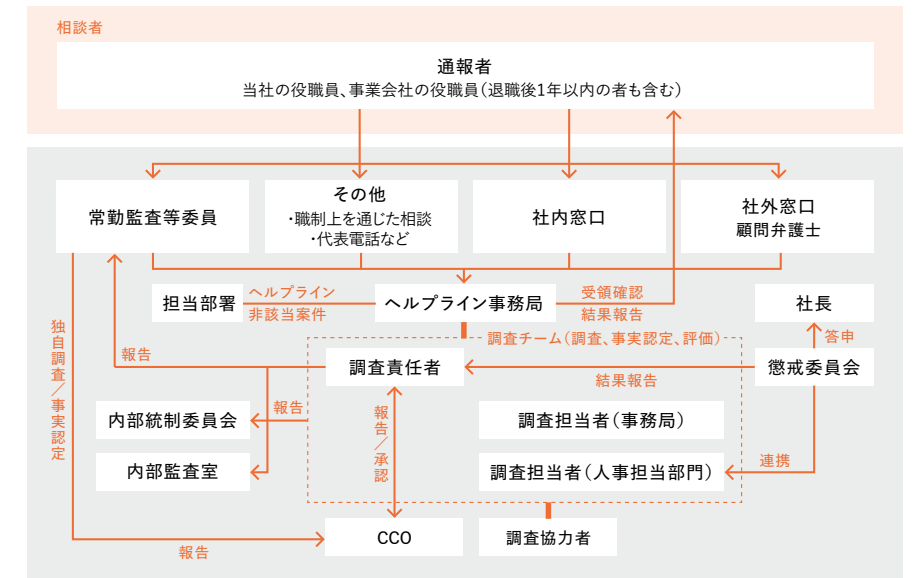 相談者
通報者
当社の役職員、事業会社の役職員（退職後1年以内の者も含む）
常勤監査等委員
その他
・職制上を通じた相談
・代表電話など
社内窓口
社外窓口
顧問弁護士
担当部署
ヘルプライン
非該当案件
ヘルプライン事務局
受領確認
結果報告
社長
答申
独自調査／事実認定
報告
調査チーム（調査、事実認定、評価）
調査責任者
結果報告
懲戒委員会
内部統制委員会
報告
報告／承認
調査担当者（事務局）
内部監査室
調査担当者（人事担当部門）
連携
CCO
調査協力者
報告